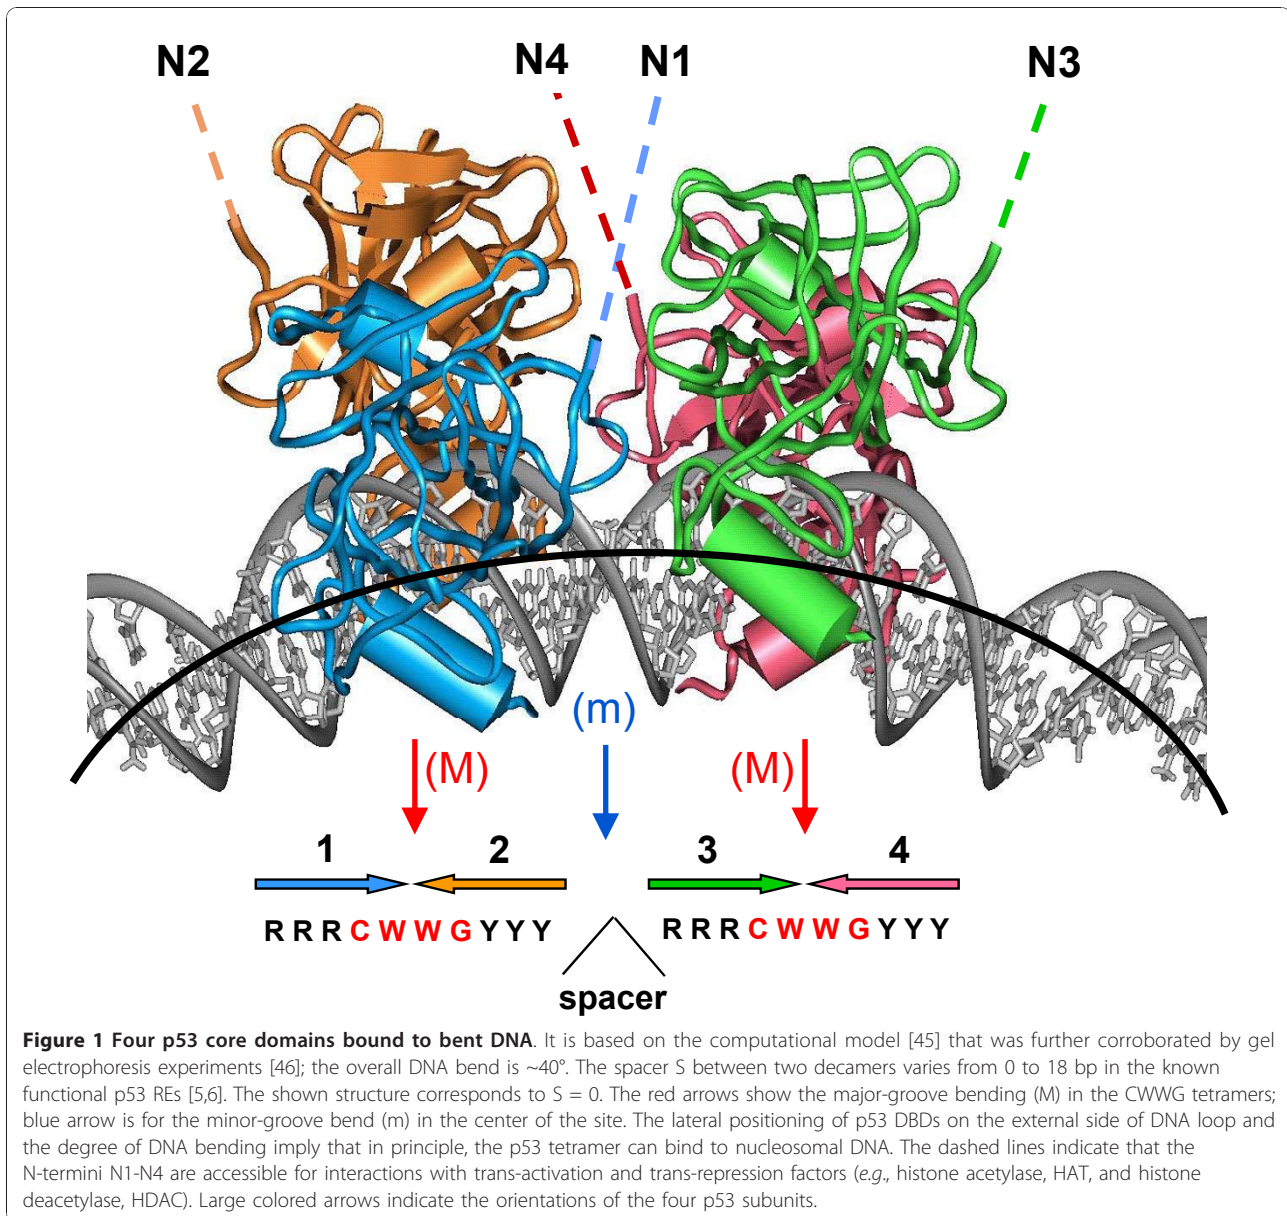 N2 N4 N1 N3
(m)
(M) (M)
1 2 3 4
R R R C W W G Y Y Y R R R C W W G Y Y Y
spacer
Figure 1 Four p53 core domains bound to bent DNA. It is based on the computational model [45] that was further corroborated by gel
electrophoresis experiments [46]; the overall DNA bend is ~40°. The spacer S between two decamers varies from 0 to 18 bp in the known
functional p53 REs [5,6]. The shown structure corresponds to S = 0. The red arrows show the major-groove bending (M) in the CWWG tetramers;
blue arrow is for the minor-groove bend (m) in the center of the site. The lateral positioning of p53 DBDs on the external side of DNA loop and
the degree of DNA bending imply that in principle, the p53 tetramer can bind to nucleosomal DNA. The dashed lines indicate that the
N-termini N1-N4 are accessible for interactions with trans-activation and trans-repression factors (e.g., histone acetylase, HAT, and histone
deacetylase, HDAC). Large colored arrows indicate the orientations of the four p53 subunits.